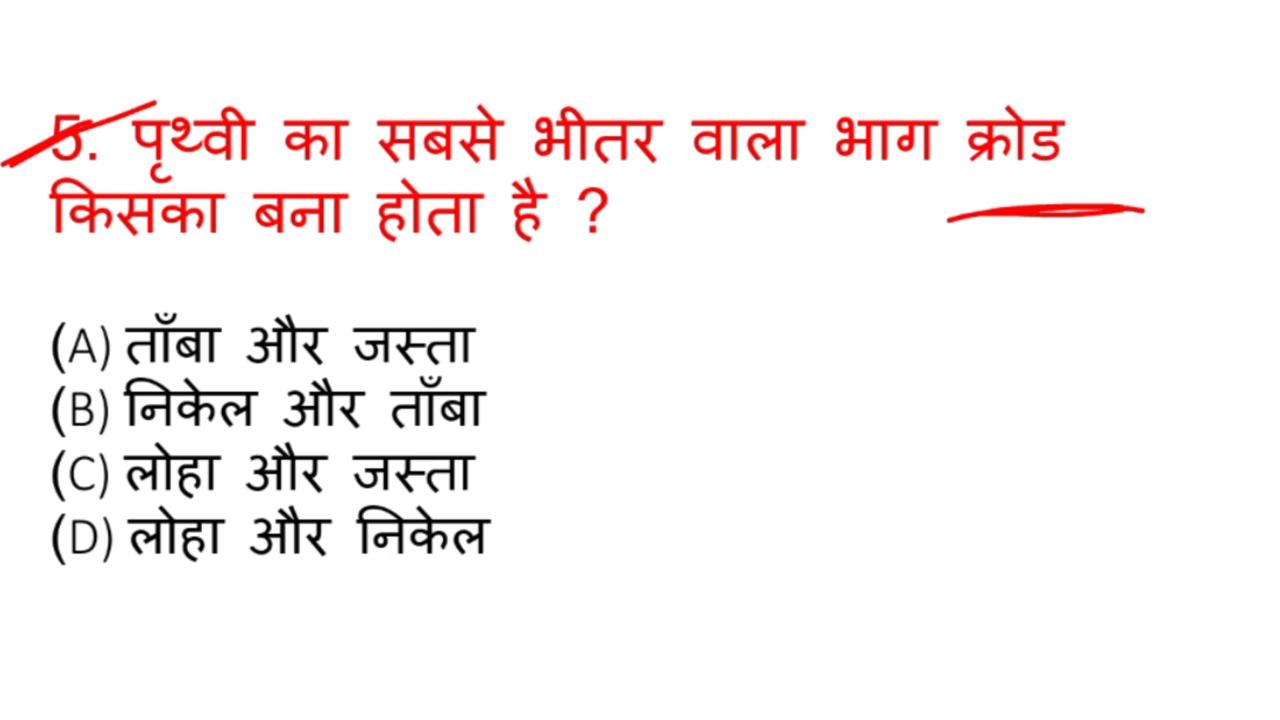 5. पृथ्वी का सबसे भीतर वाला भाग क्रोड
किसका बना होता है ?
(A) ताँबा और जस्ता
(B) निकेल और ताँबा
(C) लोहा और जस्ता
(D) लोहा और निकेल